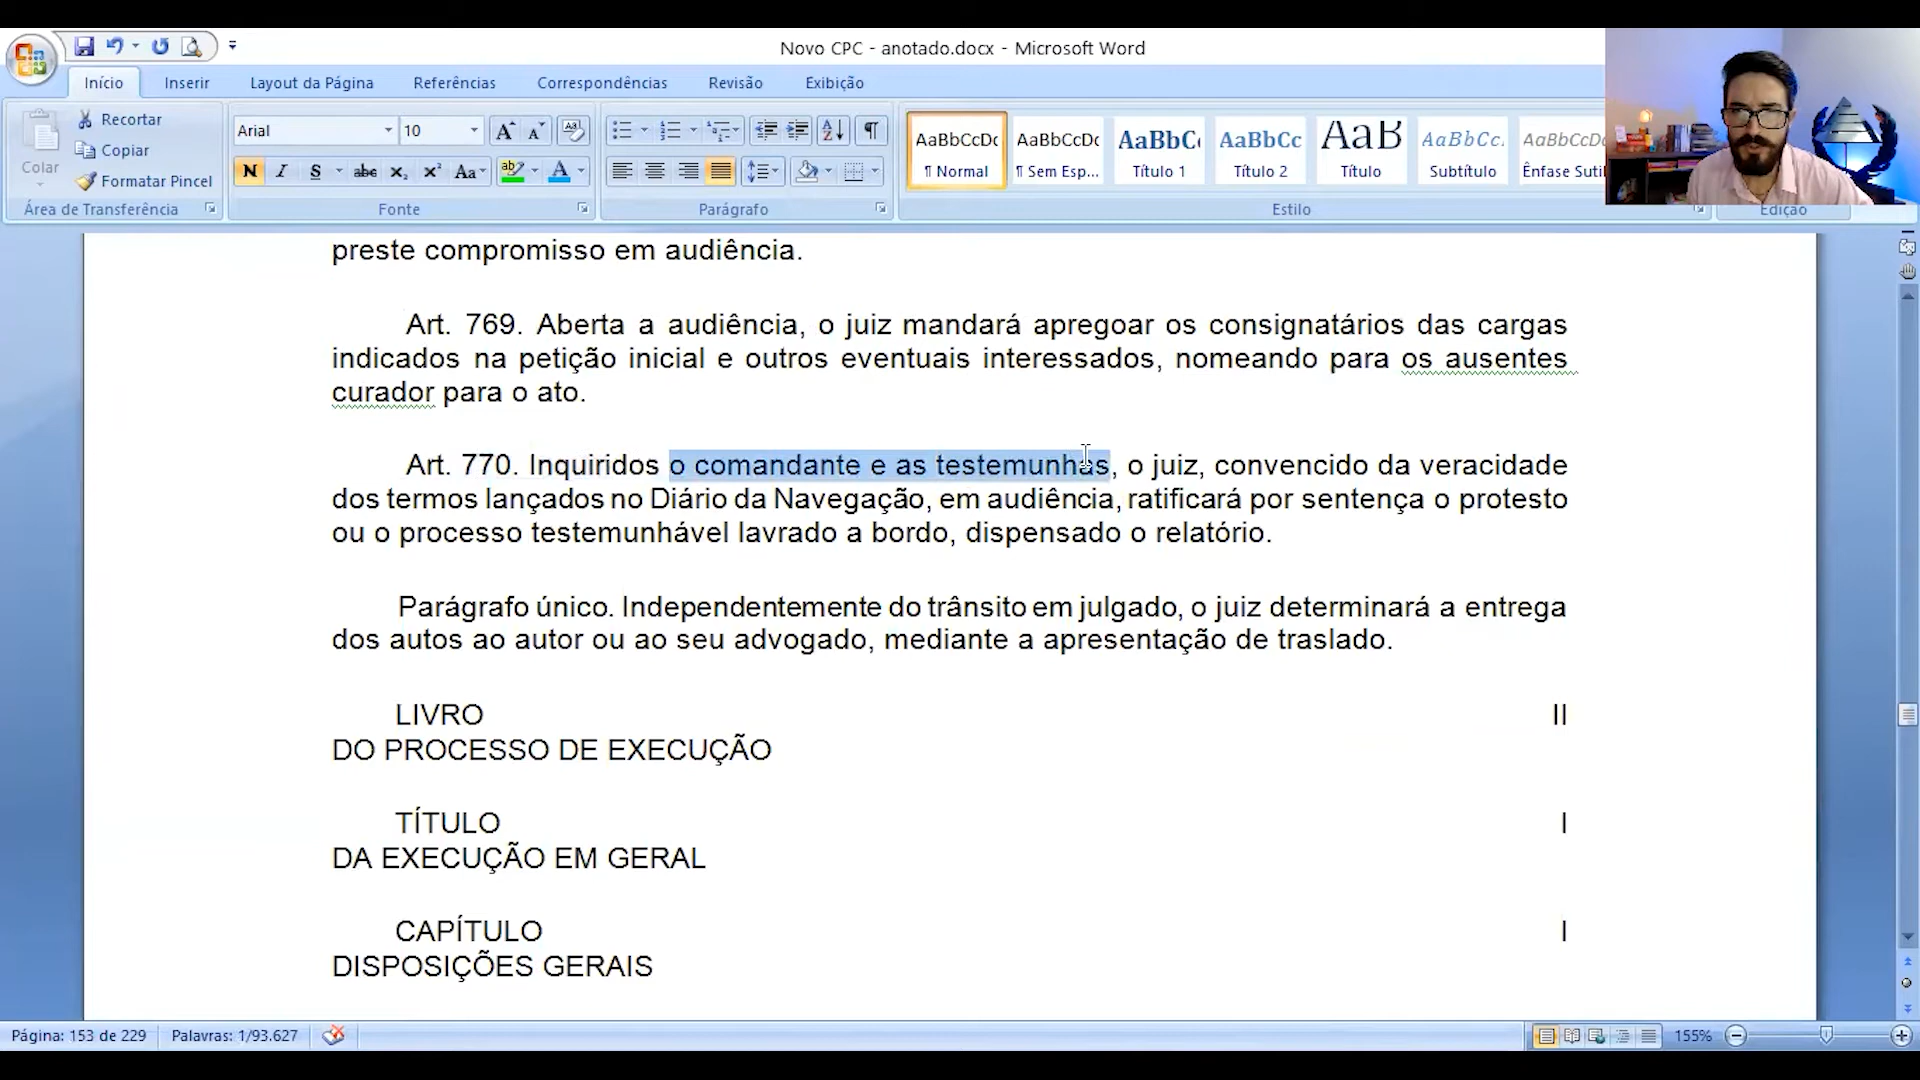 Novo CPC - anotado.docx - Microsoft Word
Início Inserir Layout da Página Referências Correspondências Revisão Exibição
Colar
Recortar
Copiar
Formatar Pincel
Área de Transferência
Arial 10
N I S abc x₂ x² Aa ab A
Fonte
Parágrafo
AaBbCcDc AaBbCcDc AaBbC AaBbCc AaB AaBbCc. AaBbCcDc
¶ Normal ¶ Sem Esp... Título 1 Título 2 Título Subtítulo Ênfase Sutil
Estilo
Edição
preste compromisso em audiência.
Art. 769. Aberta a audiência, o juiz mandará apregoar os consignatários das cargas
indicados na petição inicial e outros eventuais interessados, nomeando para os ausentes
curador para o ato.
Art. 770. Inquiridos o comandante e as testemunhas, o juiz, convencido da veracidade
dos termos lançados no Diário da Navegação, em audiência, ratificará por sentença o protesto
ou o processo testemunhável lavrado a bordo, dispensado o relatório.
Parágrafo único. Independentemente do trânsito em julgado, o juiz determinará a entrega
dos autos ao autor ou ao seu advogado, mediante a apresentação de traslado.
LIVRO II
DO PROCESSO DE EXECUÇÃO
TÍTULO I
DA EXECUÇÃO EM GERAL
CAPÍTULO I
DISPOSIÇÕES GERAIS
Página: 153 de 229 Palavras: 1/93.627 155%